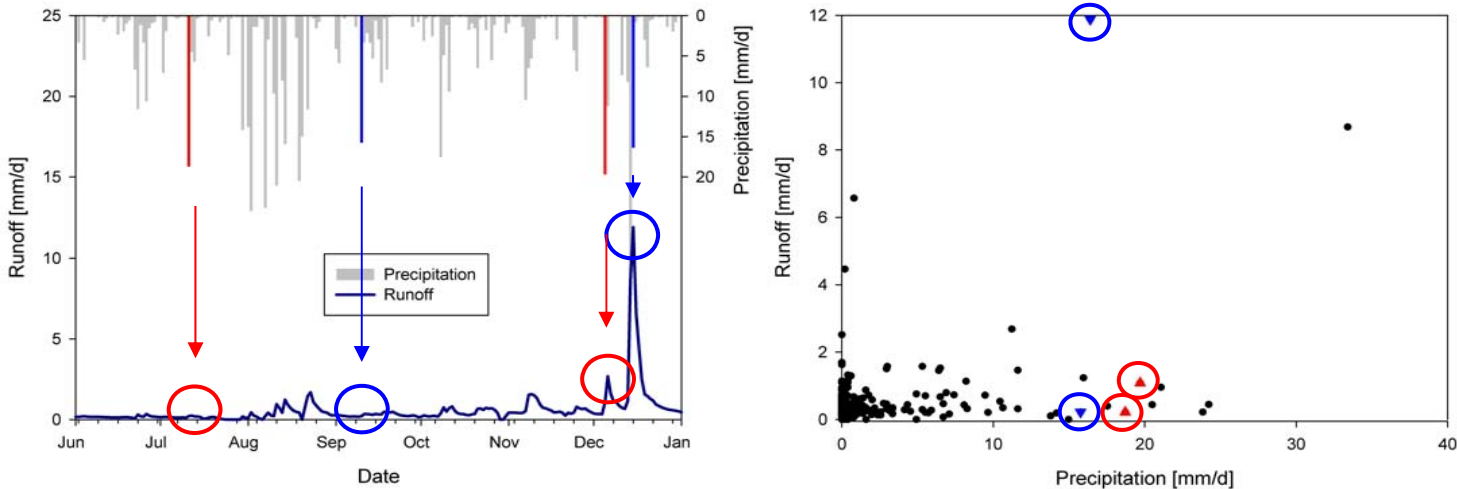 25
20
15
10
5
0
Runoff [mm/d]
0
5
10
15
20
Precipitation [mm/d]
Precipitation
Runoff
Jun Jul Aug Sep Oct Nov Dec Jan
Date
12
10
8
6
4
2
0
Runoff [mm/d]
0 10 20 30 40
Precipitation [mm/d]